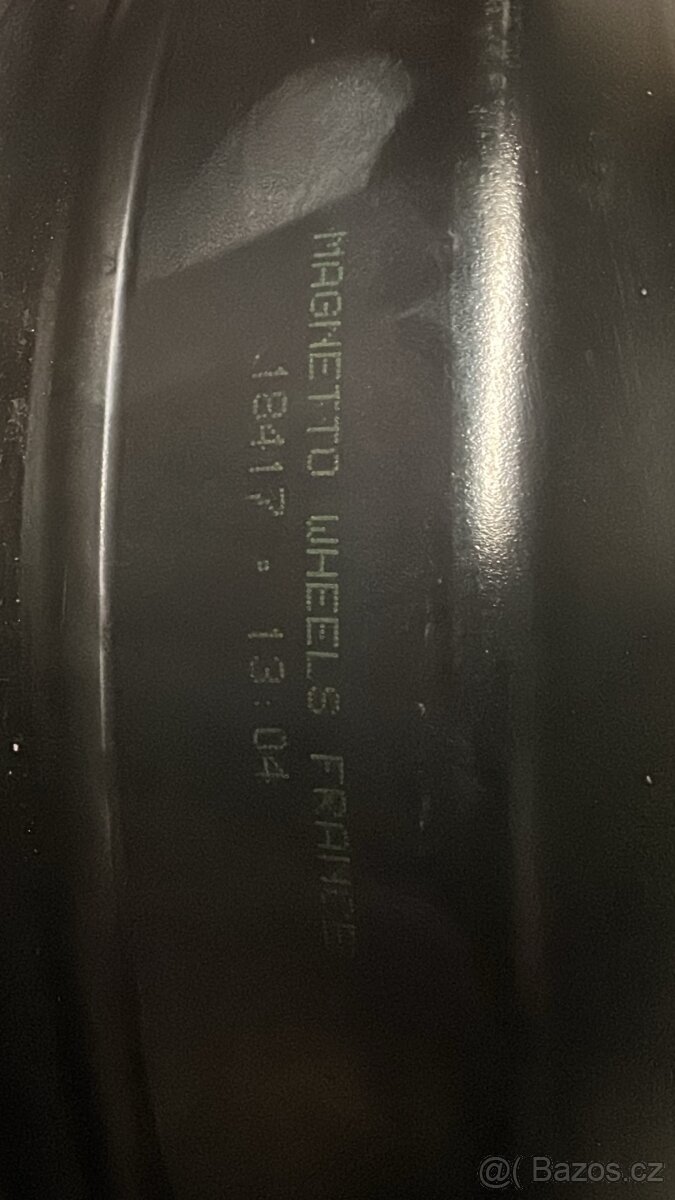 MAGNETTO WHEELS FRANCE
18417 · 13:04
@( Bazos.cz